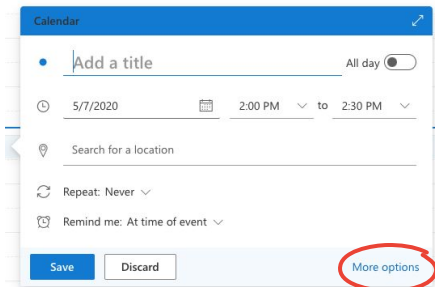 Calendar
Add a title All day
5/7/2020 2:00 PM to 2:30 PM
Search for a location
Repeat: Never
Remind me: At time of event
Save Discard More options